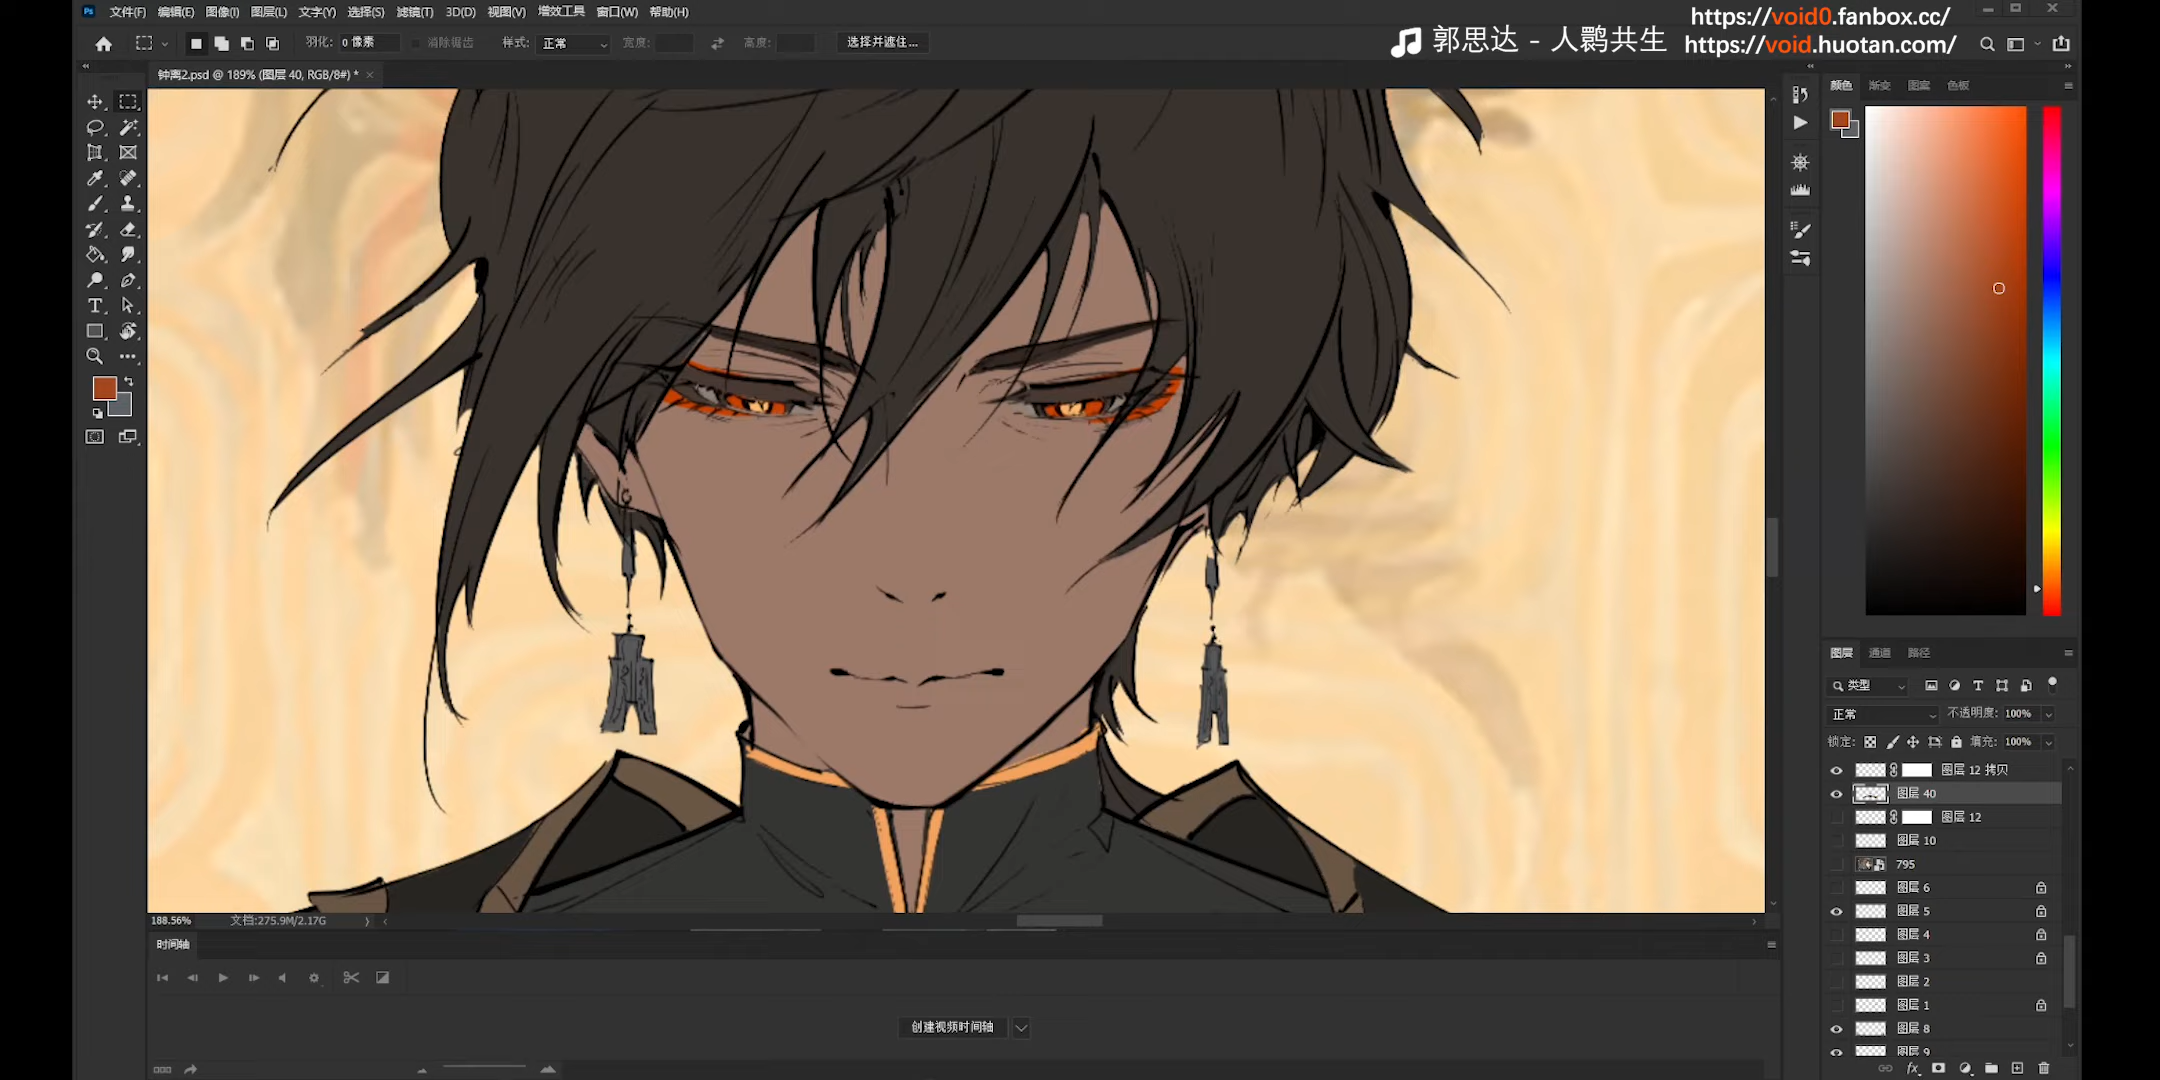 Ps 文件(F) 编辑(E) 图像(I) 图层(L) 文字(Y) 选择(S) 滤镜(T) 3D(D) 视图(V) 增效工具 窗口(W) 帮助(H)
https://void0.fanbox.cc/
郭思达 - 人鹮共生 https://void.huotan.com/
羽化: 0 像素 消除锯齿 样式: 正常 宽度: 高度: 选择并遮住...
钟离2.psd @ 189% (图层 40, RGB/8#) * ×
颜色 渐变 图案 色板
图层 通道 路径
类型
正常 不透明度: 100%
锁定: 填充: 100%
图层 12 拷贝
图层 40
图层 12
图层 10
795
图层 6
图层 5
图层 4
图层 3
图层 2
图层 1
图层 8
图层 9
188.56% 文档:275.9M/2.17G
时间轴
创建视频时间轴